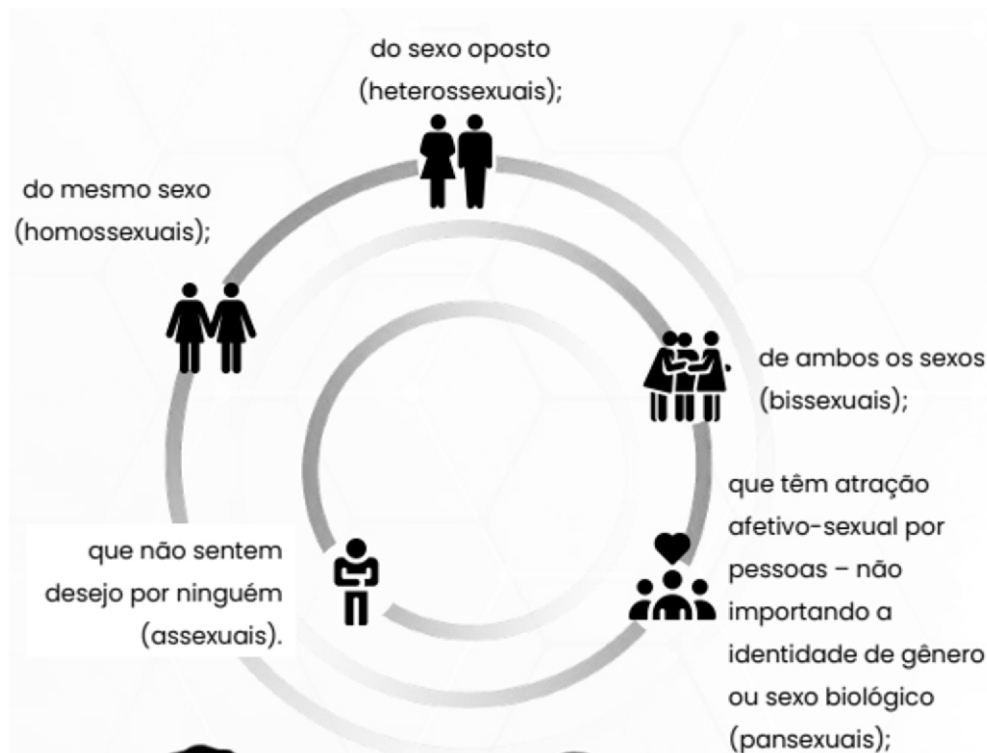 do sexo oposto
(heterossexuais);
do mesmo sexo
(homossexuais);
de ambos os sexos
(bissexuais);
que têm atração
afetivo-sexual por
pessoas – não
importando a
identidade de gênero
ou sexo biológico
(pansexuais);
que não sentem
desejo por ninguém
(assexuais).